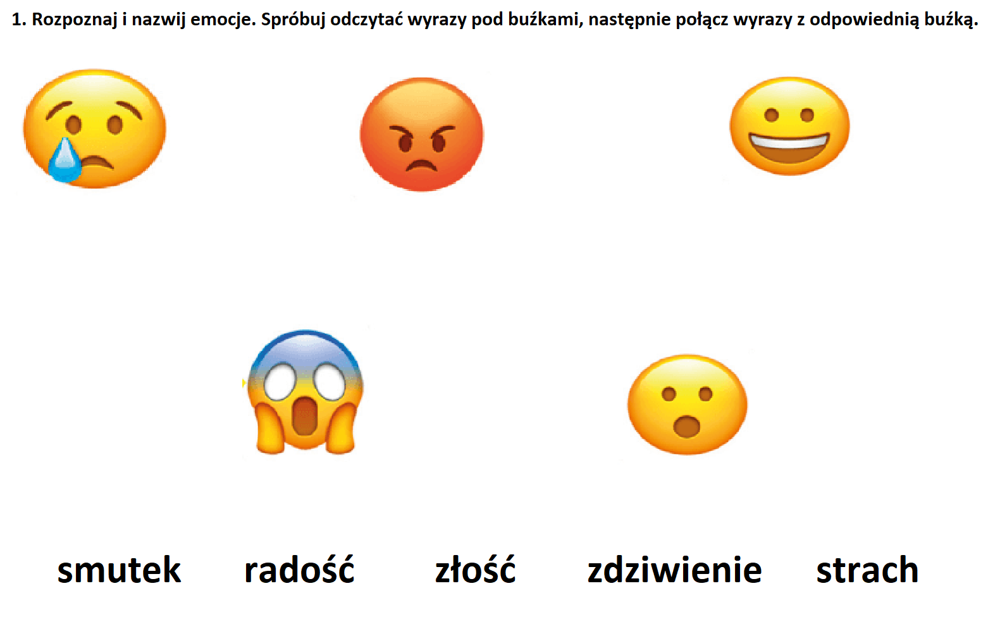 1. Rozpoznaj i nazwij emocje. Spróbuj odczytać wyrazy pod buźkami, następnie połącz wyrazy z odpowiednią buźką.
smutek radość złość zdziwienie strach